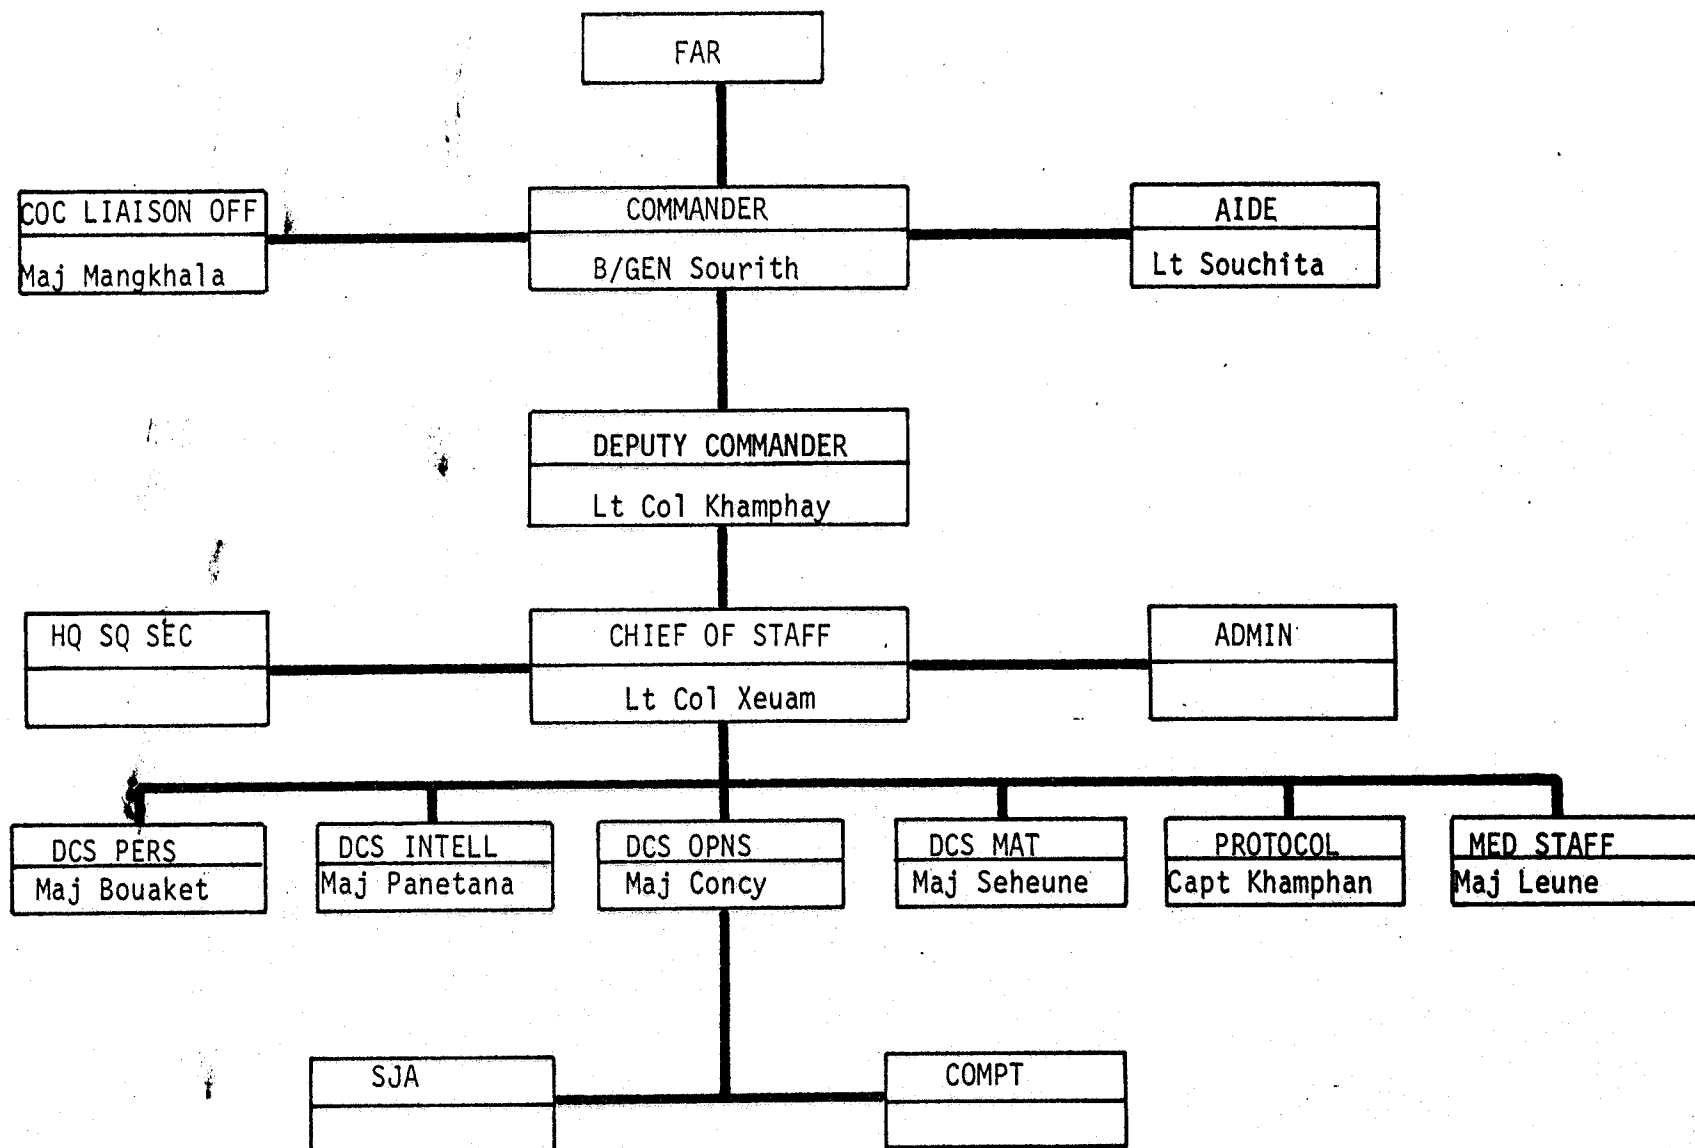 FAR
COC LIAISON OFF
Maj Mangkhala
COMMANDER
B/GEN Sourith
AIDE
Lt Souchita
DEPUTY COMMANDER
Lt Col Khamphay
HQ SQ SEC
CHIEF OF STAFF
Lt Col Xeuam
ADMIN
DCS PERS
Maj Bouaket
DCS INTELL
Maj Panetana
DCS OPNS
Maj Concy
DCS MAT
Maj Seheune
PROTOCOL
Capt Khamphan
MED STAFF
Maj Leune
SJA
COMPT